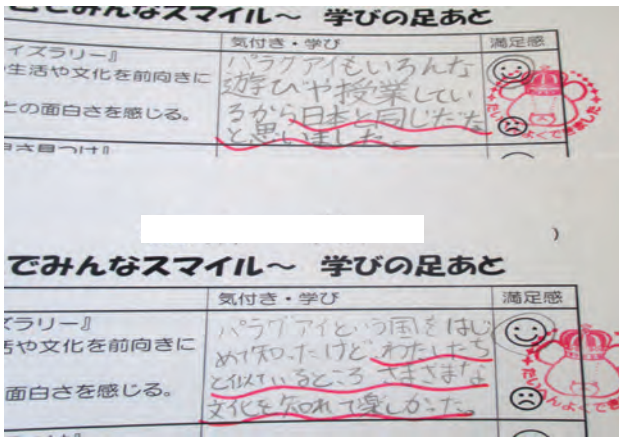 でみんなスマイル～ 学びの足あと
気付き・学び
満足感
イズラリー』
生活や文化を前向きに
との面白さを感じる。
パラグアイもいろんな
遊びや授業してい
るから日本と同じだな
と思いました。
でみんなスマイル～ 学びの足あと
)
気付き・学び
満足感
ズラリー』
活や文化を前向きに
面白さを感じる。
パラグアイという国をはじ
めて知ったけど、わたしたち
と似ているところ さまざまな
文化を知れて楽しかった。